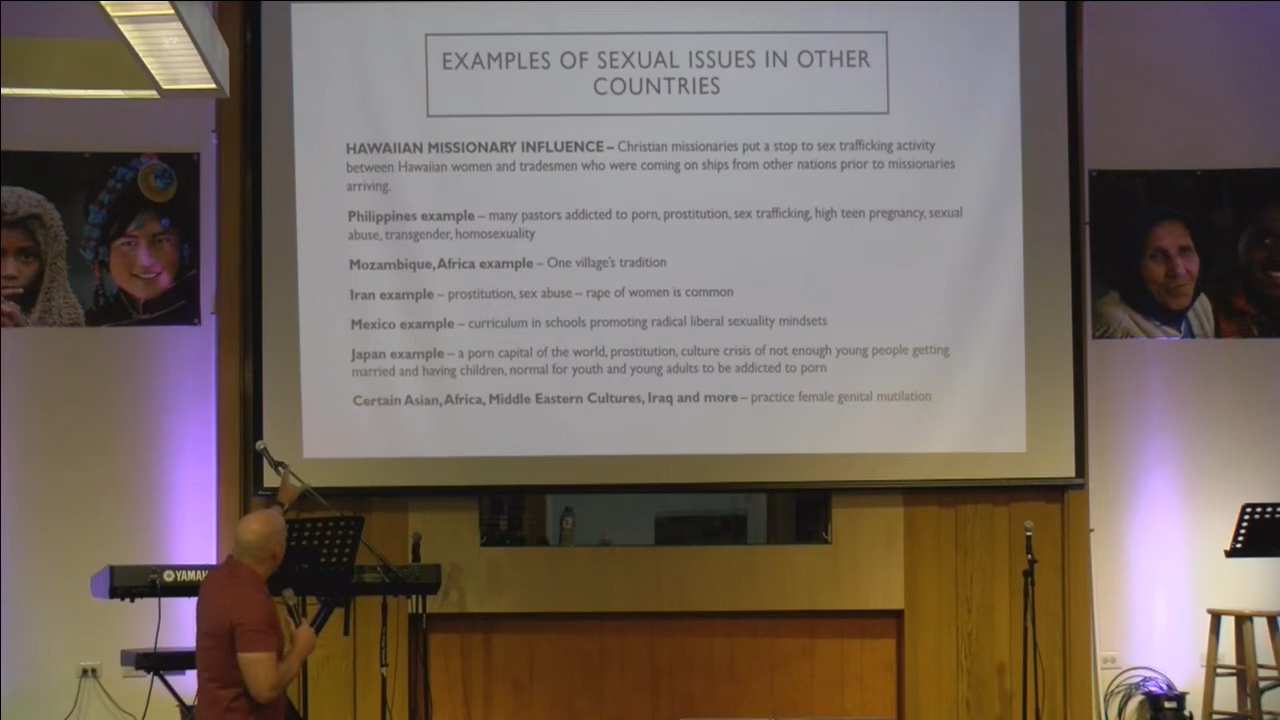 EXAMPLES OF SEXUAL ISSUES IN OTHER
COUNTRIES
HAWAIIAN MISSIONARY INFLUENCE – Christian missionaries put a stop to sex trafficking activity
between Hawaiian women and tradesmen who were coming on ships from other nations prior to missionaries
arriving.
Philippines example – many pastors addicted to porn, prostitution, sex trafficking, high teen pregnancy, sexual
abuse, transgender, homosexuality
Mozambique, Africa example – One village's tradition
Iran example – prostitution, sex abuse – rape of women is common
Mexico example – curriculum in schools promoting radical liberal sexuality mindsets
Japan example – a porn capital of the world, prostitution, culture crisis of not enough young people getting
married and having children, normal for youth and young adults to be addicted to porn
Certain Asian, Africa, Middle Eastern Cultures, Iraq and more – practice female genital mutilation
YAMAH